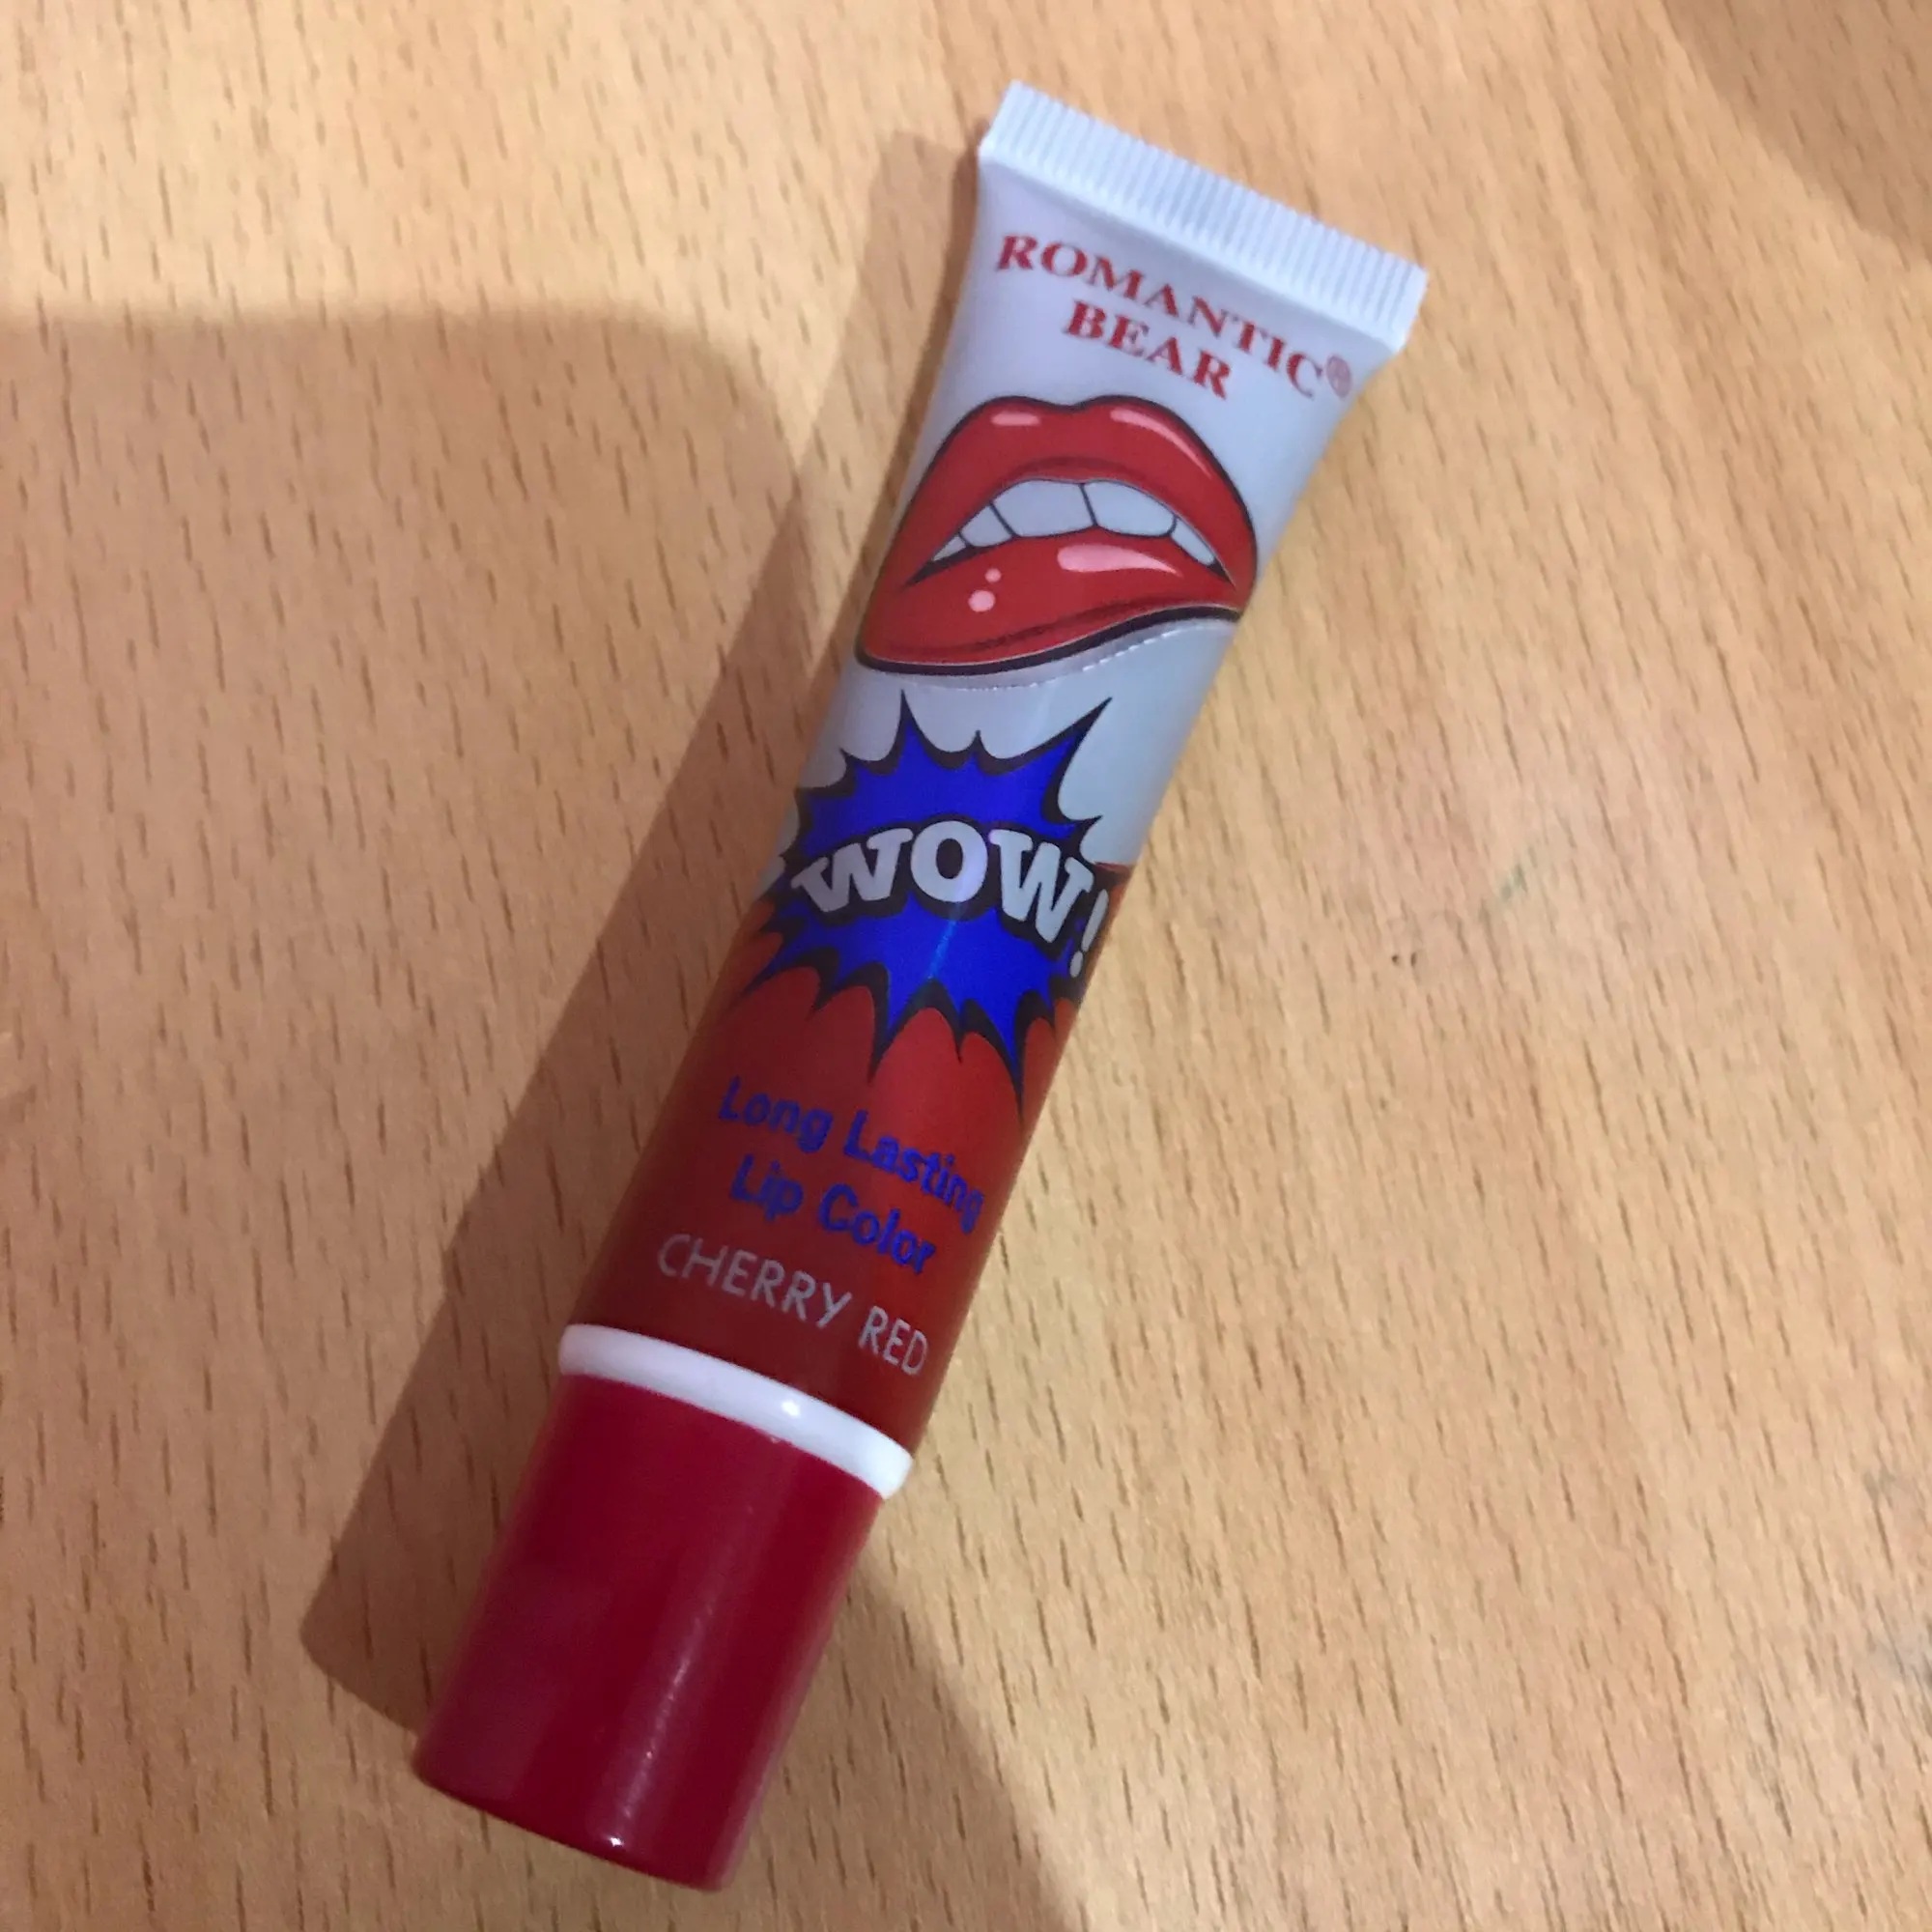 ROMANTIC®
BEAR
WOW!
Long Lasting
Lip Color
CHERRY RED